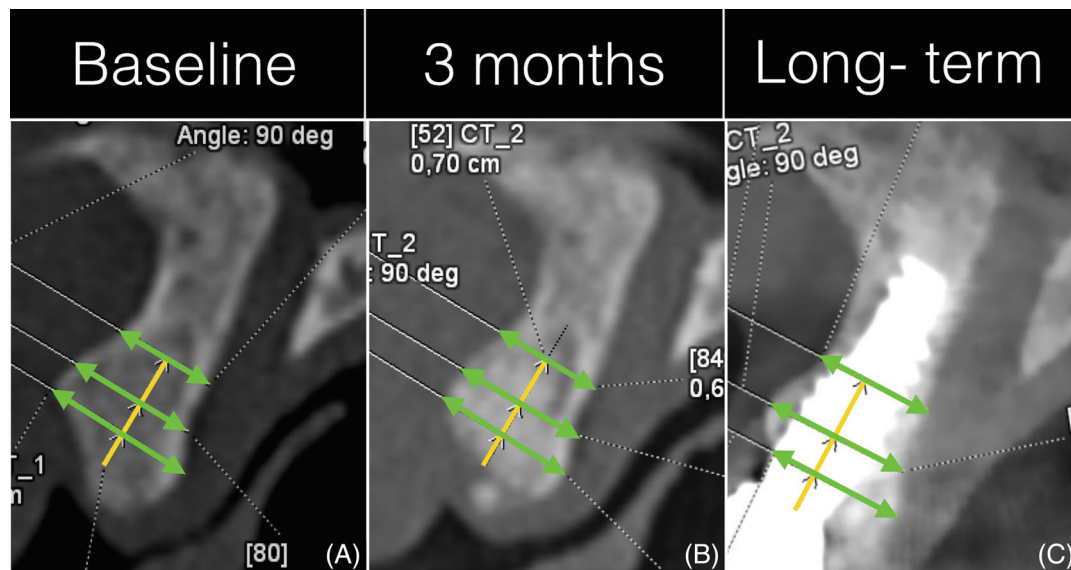 Baseline
3 months
Long- term
Angle: 90 deg
[80]
(A)
[52] CT_2
0,70 cm
T_2
: 90 deg
[84
0,6
(B)
CT_2
gle: 90 deg
(C)
T_1